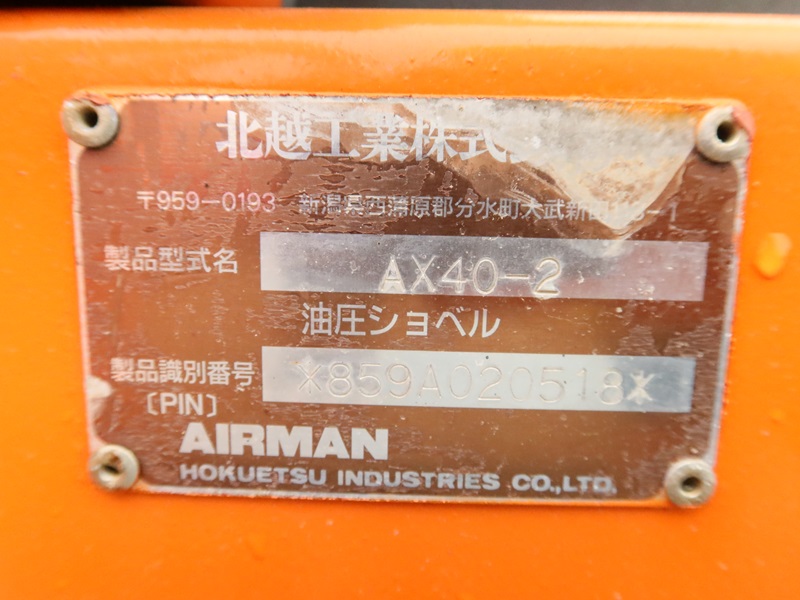 北越工業株式
〒959-0193 新潟県西蒲原郡分水町大武新田
製品型式名 AX40-2
油圧ショベル
製品識別番号 *859A020518*
〔PIN〕
AIRMAN
HOKUETSU INDUSTRIES CO.,LTD.